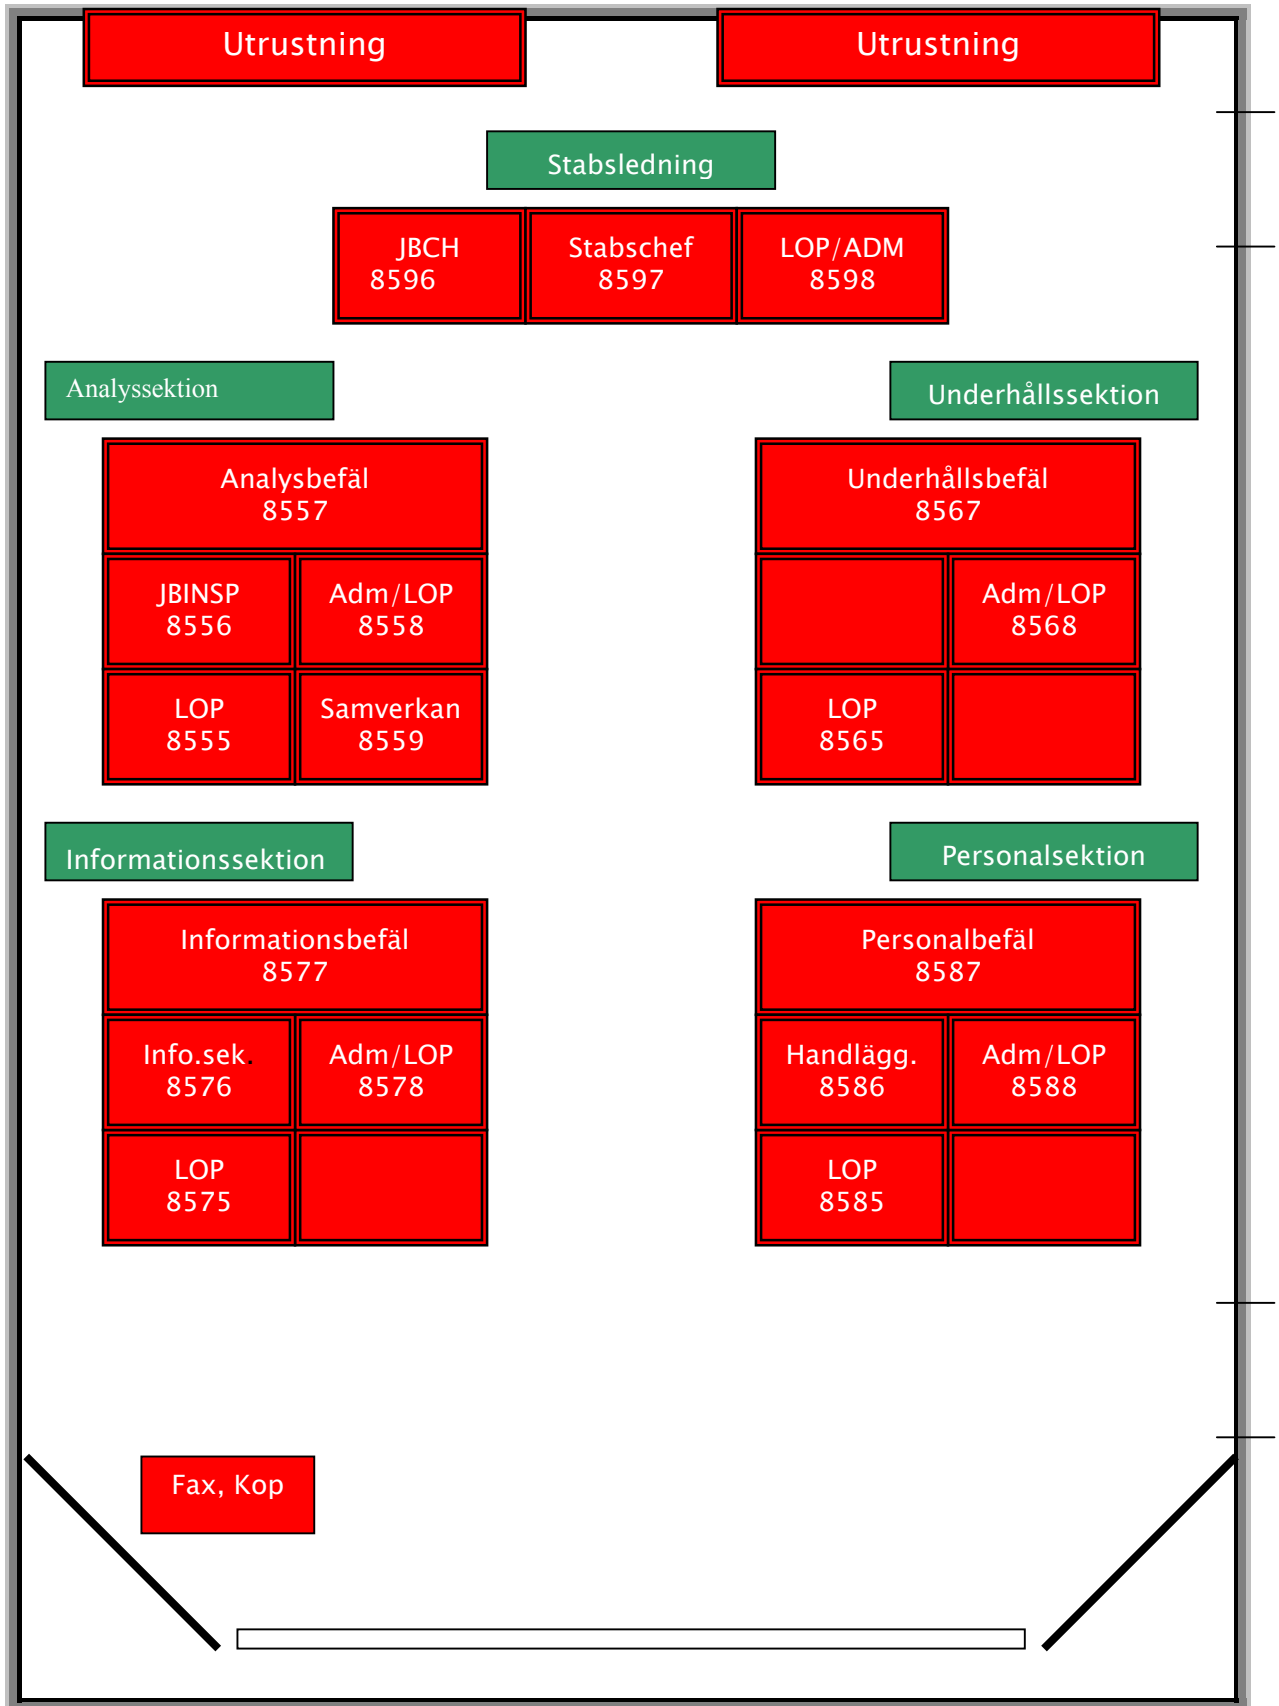 Utrustning
Utrustning
Stabsledning
JBCH
8596
Stabschef
8597
LOP/ADM
8598
Analyssektion
Analysbefäl
8557
JBINSP
8556
Adm/LOP
8558
LOP
8555
Samverkan
8559
Underhållssektion
Underhållsbefäl
8567
Adm/LOP
8568
LOP
8565
Informationssektion
Informationsbefäl
8577
Info.sek.
8576
Adm/LOP
8578
LOP
8575
Personalsektion
Personalbefäl
8587
Handlägg.
8586
Adm/LOP
8588
LOP
8585
Fax, Kop